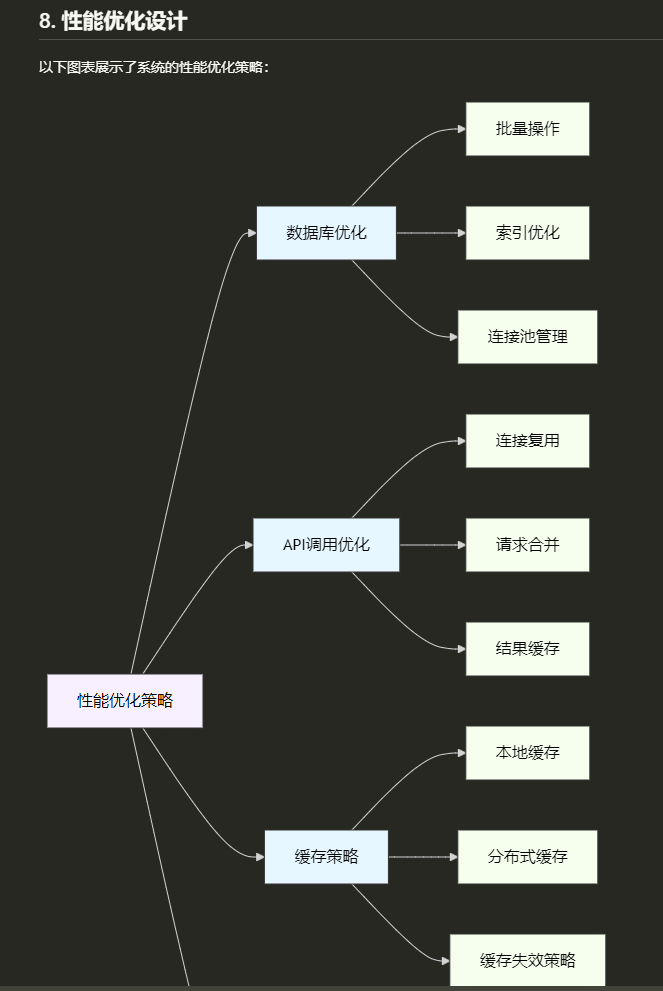 8. 性能优化设计
以下图表展示了系统的性能优化策略：
批量操作
数据库优化
索引优化
连接池管理
连接复用
API调用优化
请求合并
结果缓存
性能优化策略
本地缓存
缓存策略
分布式缓存
缓存失效策略